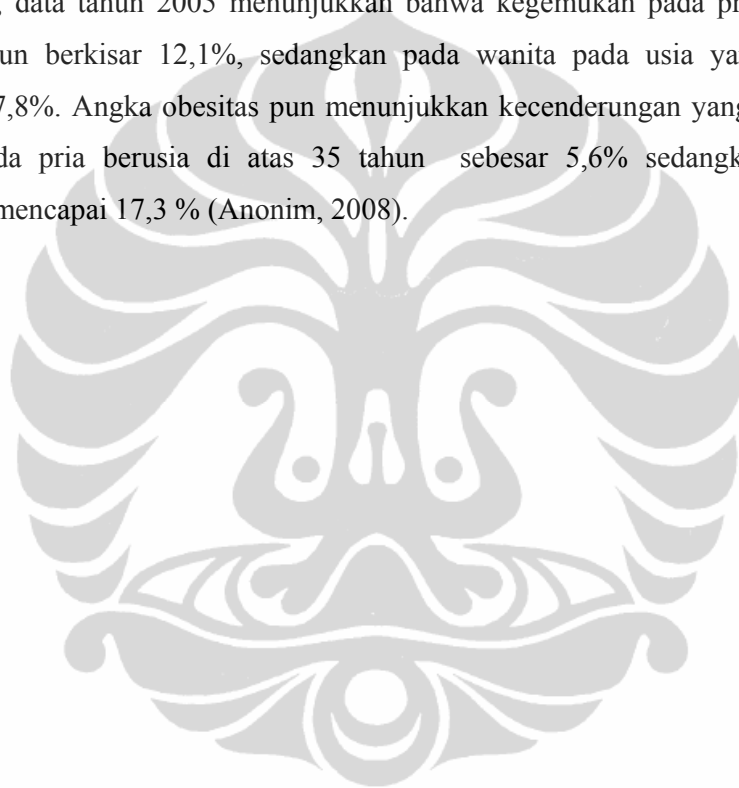 data tahun 2005 menunjukkan bahwa kegemukan pada pr
un berkisar 12,1%, sedangkan pada wanita pada usia ya
7,8%. Angka obesitas pun menunjukkan kecenderungan yang
da pria berusia di atas 35 tahun sebesar 5,6% sedangk
mencapai 17,3 % (Anonim, 2008).